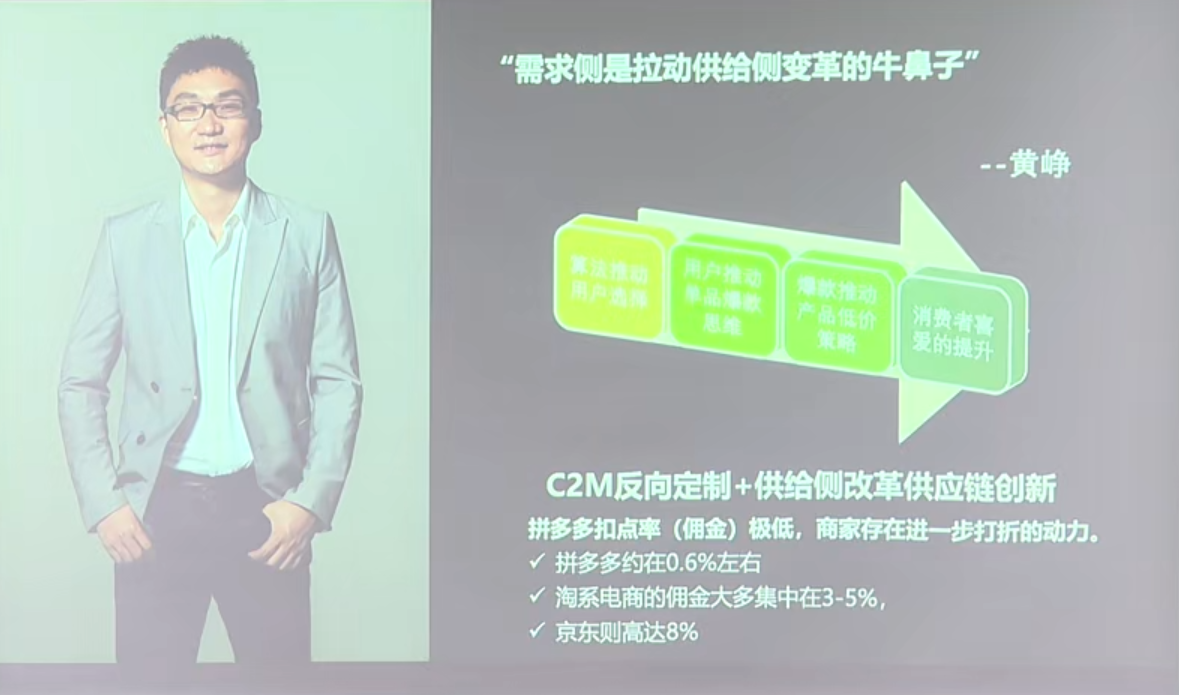 “需求侧是拉动供给侧变革的牛鼻子”
--黄峥
算法推动
用户选择
用户推动
单品爆款
思维
爆款推动
产品低价
策略
消费者喜
爱的提升
C2M反向定制+供给侧改革供应链创新
拼多多扣点率（佣金）极低，商家存在进一步打折的动力。
✓ 拼多多约在0.6%左右
✓ 淘系电商的佣金大多集中在3-5%，
✓ 京东则高达8%